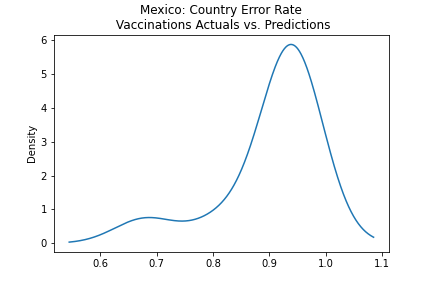 Mexico: Country Error Rate
Vaccinations Actuals vs. Predictions
6
5
4
3
2
1
0
Density
0.6 0.7 0.8 0.9 1.0 1.1